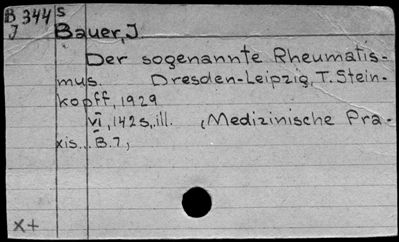 B 344 s
J Bauer, J.
Der sogenannte Rheumatis-
mus. Dresden-Leipzig, T. Stein-
kopff, 1929
VI, 142 s., ill. (Medizinische Pra-
xis... B. 7,
x+